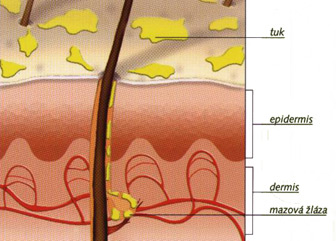 tuk
epidermis
dermis
mazová žláza